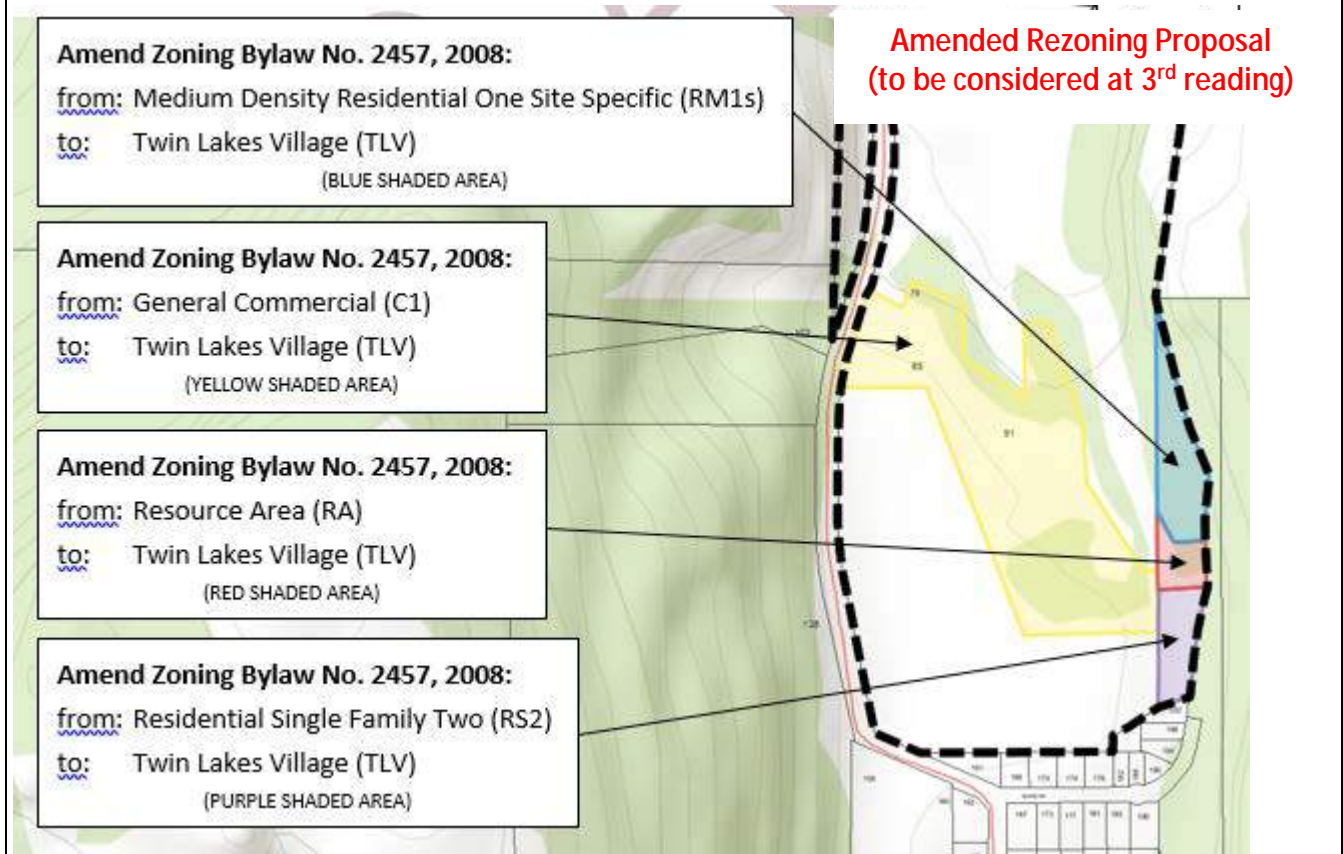 Amended Rezoning Proposal
(to be considered at 3rd reading)
Amend Zoning Bylaw No. 2457, 2008:
from: Medium Density Residential One Site Specific (RM1s)
to: Twin Lakes Village (TLV)
(BLUE SHADED AREA)
Amend Zoning Bylaw No. 2457, 2008:
from: General Commercial (C1)
to: Twin Lakes Village (TLV)
(YELLOW SHADED AREA)
Amend Zoning Bylaw No. 2457, 2008:
from: Resource Area (RA)
to: Twin Lakes Village (TLV)
(RED SHADED AREA)
Amend Zoning Bylaw No. 2457, 2008:
from: Residential Single Family Two (RS2)
to: Twin Lakes Village (TLV)
(PURPLE SHADED AREA)
79